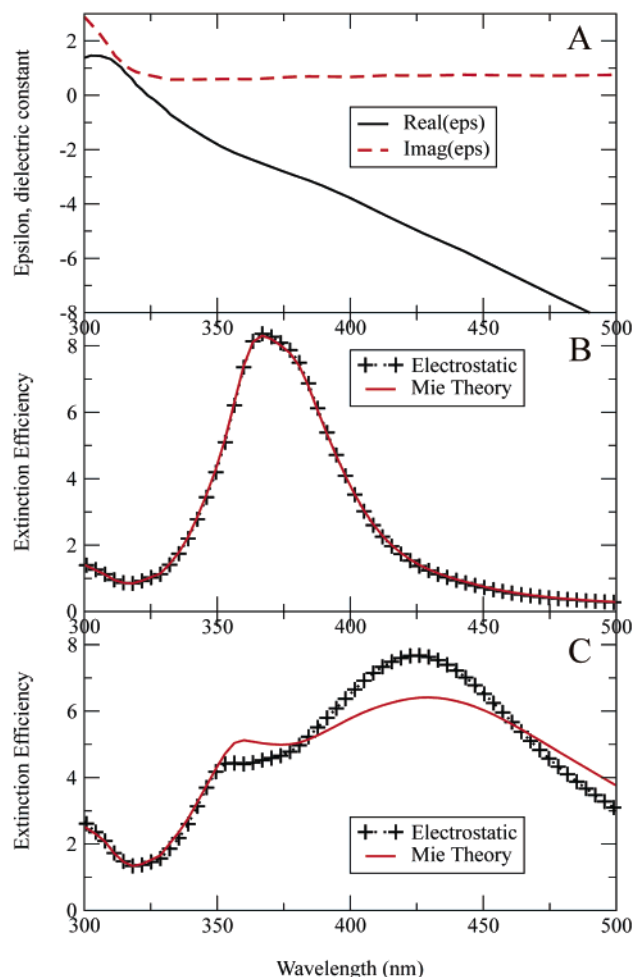 A
2
0
-2
-4
-6
-8
Epsilon, dielectric constant
Real(eps)
Imag(eps)
300 350 400 450 500
B
8
6
4
2
0
Extinction Efficiency
Electrostatic
Mie Theory
300 350 400 450 500
C
8
6
4
2
0
Extinction Efficiency
Electrostatic
Mie Theory
300 350 400 450 500
Wavelength (nm)